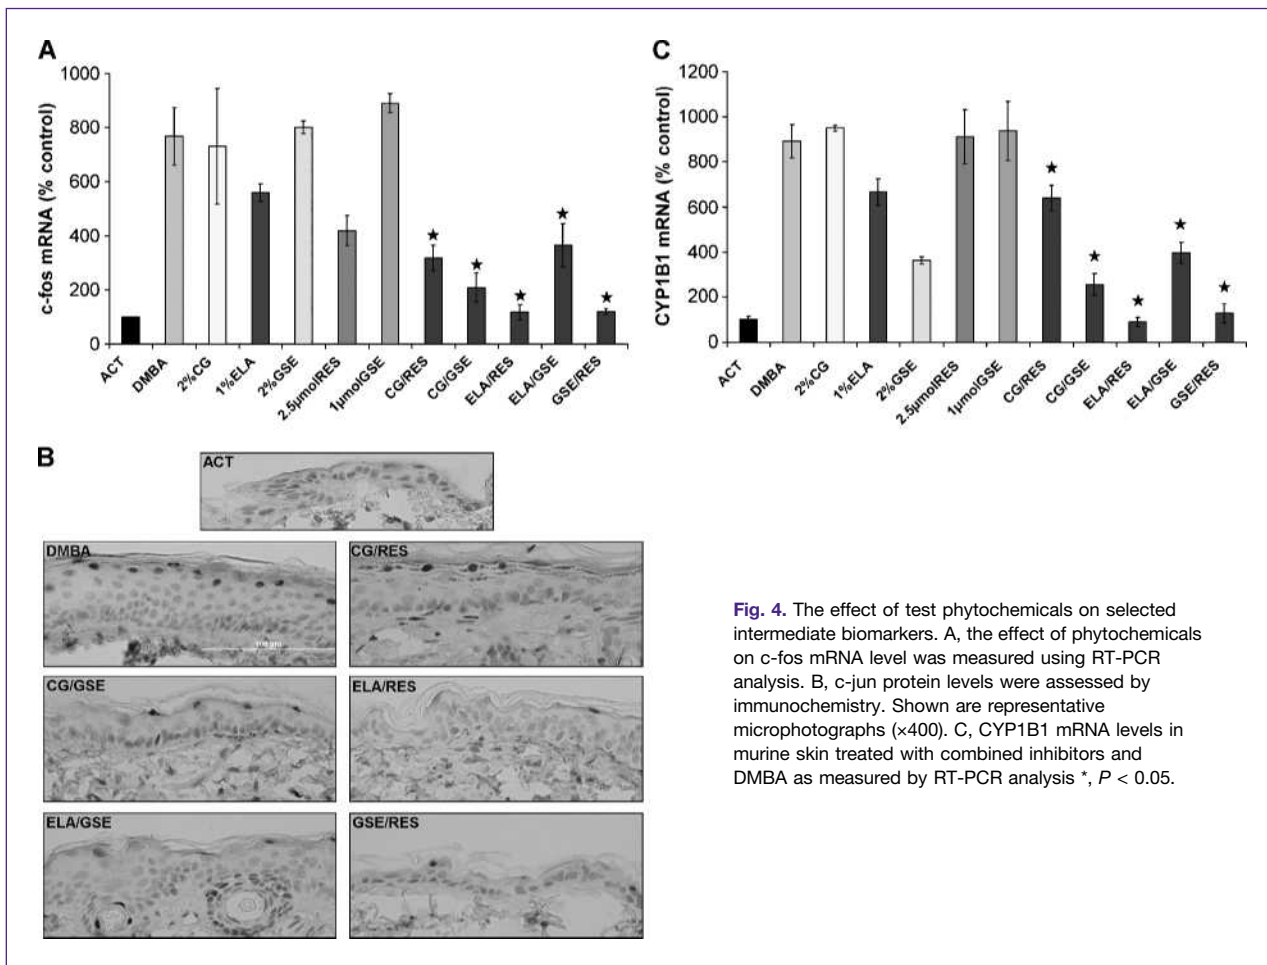 A
c-fos mRNA (% control)
1000
800
600
400
200
0
ACT
DMBA
2%CG
1%ELA
2%GSE
2.5µmolRES
1µmolGSE
CG/RES
CG/GSE
ELA/RES
ELA/GSE
GSE/RES
C
CYP1B1 mRNA (% control)
1200
1000
800
600
400
200
0
ACT
DMBA
2%CG
1%ELA
2%GSE
2.5µmolRES
1µmolGSE
CG/RES
CG/GSE
ELA/RES
ELA/GSE
GSE/RES
B
ACT
DMBA
CG/RES
CG/GSE
ELA/RES
ELA/GSE
GSE/RES
Fig. 4. The effect of test phytochemicals on selected
intermediate biomarkers. A, the effect of phytochemicals
on c-fos mRNA level was measured using RT-PCR
analysis. B, c-jun protein levels were assessed by
immunochemistry. Shown are representative
microphotographs (×400). C, CYP1B1 mRNA levels in
murine skin treated with combined inhibitors and
DMBA as measured by RT-PCR analysis *, P < 0.05.